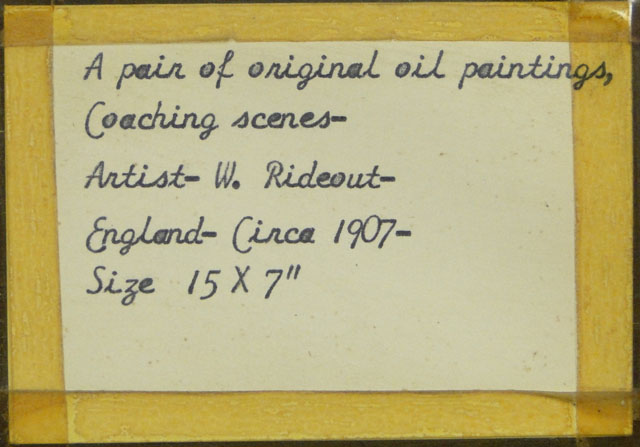 A pair of original oil paintings,
Coaching scenes-
Artist- W. Rideout-
England- Circa 1907-
Size 15 X 7"